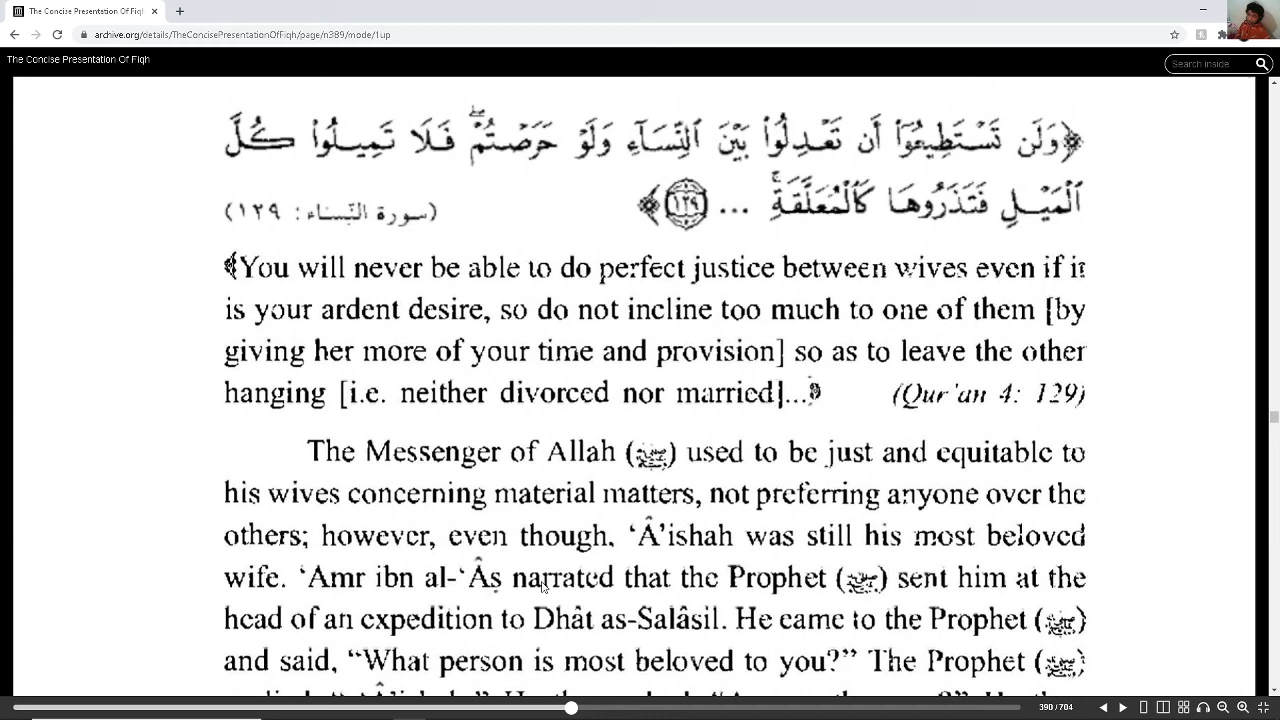 The Concise Presentation Of Fiqh
archive.org/details/TheConcisePresentationOfFiqh/page/n389/mode/1up
The Concise Presentation Of Fiqh
Search inside
﴿وَلَن تَسْتَطِيعُوٓا۟ أَن تَعْدِلُوا۟ بَيْنَ ٱلنِّسَآءِ وَلَوْ حَرَصْتُمْ ۖ فَلَا تَمِيلُوا۟ كُلَّ
ٱلْمَيْلِ فَتَذَرُوهَا كَٱلْمُعَلَّقَةِ ۚ ... ١٢٩﴾ (سورة النّساء : ١٢٩)
﴾You will never be able to do perfect justice between wives even if it
is your ardent desire, so do not incline too much to one of them [by
giving her more of your time and provision] so as to leave the other
hanging [i.e. neither divorced nor married]...﴿ (Qur'an 4: 129)
The Messenger of Allah (ﷺ) used to be just and equitable to
his wives concerning material matters, not preferring anyone over the
others; however, even though, ‘Â’ishah was still his most beloved
wife. ‘Amr ibn al-‘Âṣ narrated that the Prophet (ﷺ) sent him at the
head of an expedition to Dhât as-Salâsil. He came to the Prophet (ﷺ)
and said, “What person is most beloved to you?” The Prophet (ﷺ)
390 / 704